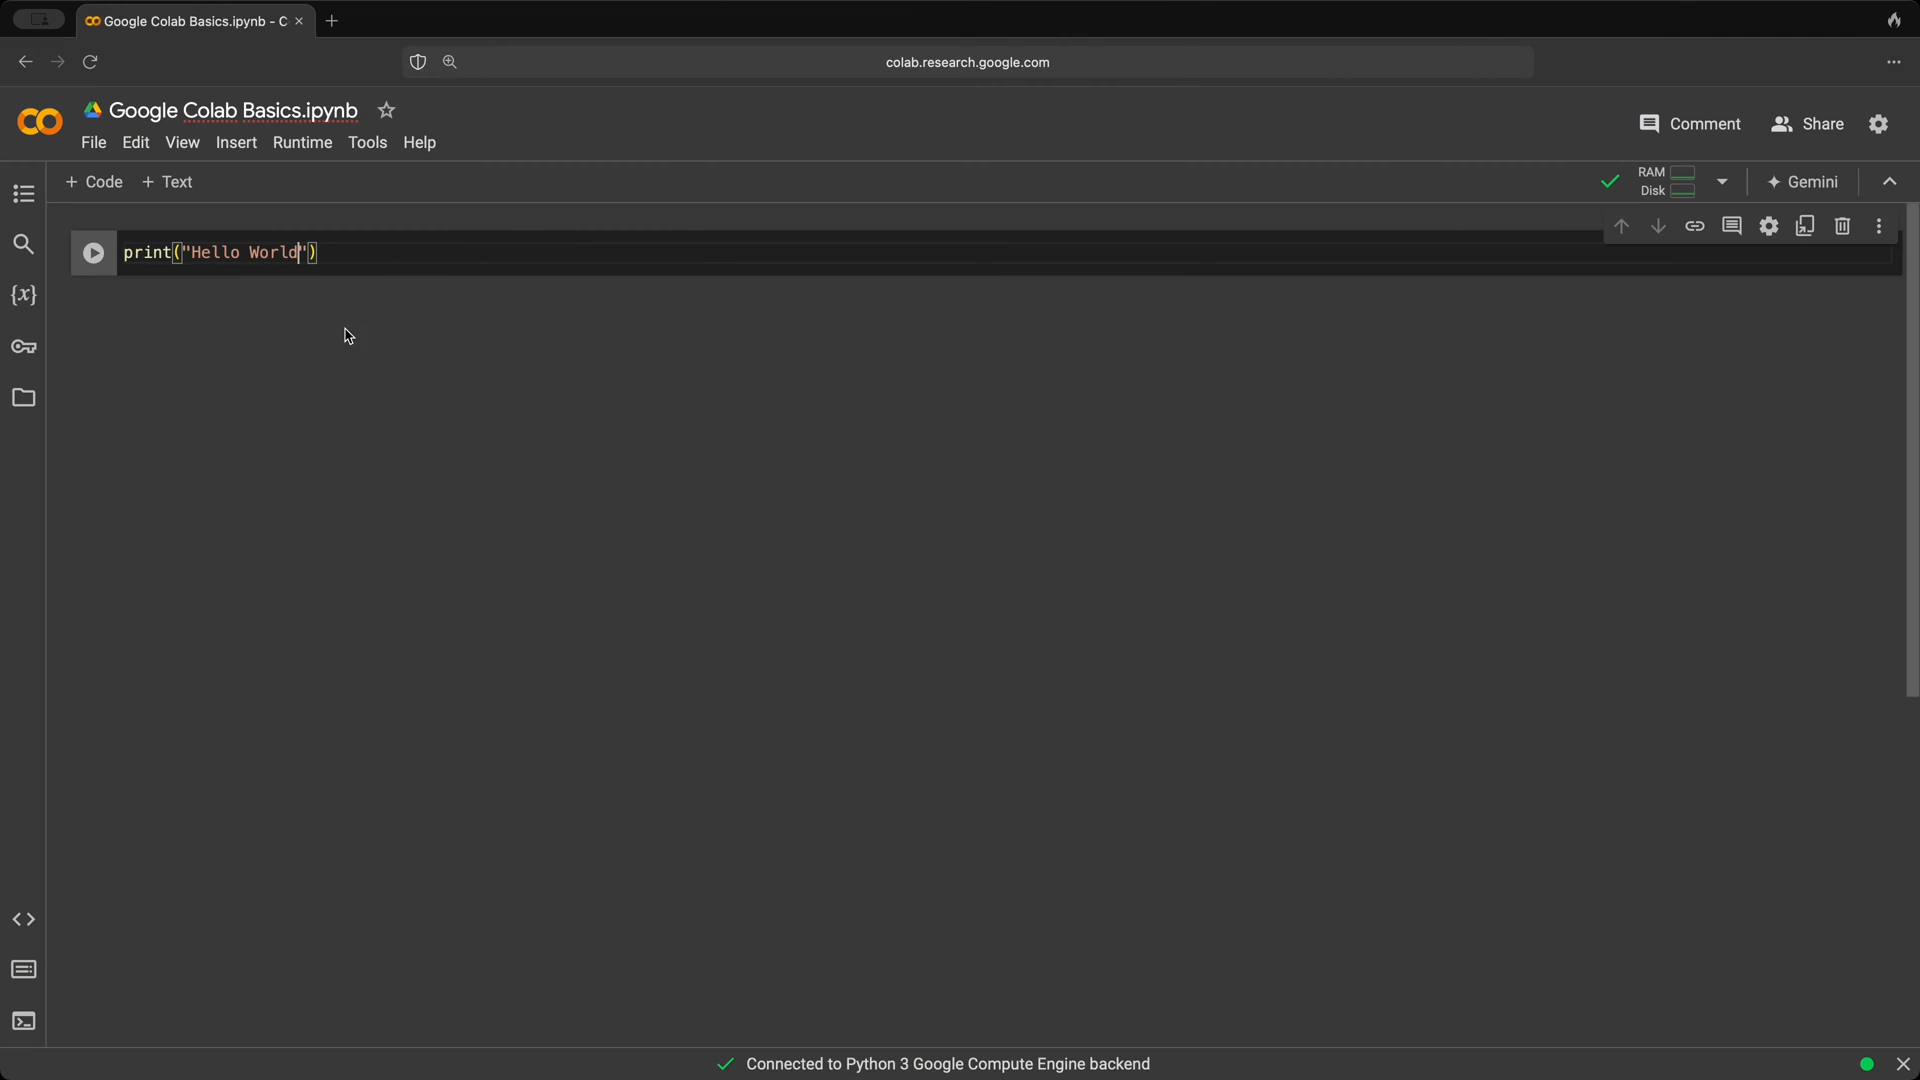 Google Colab Basics.ipynb - C
colab.research.google.com
Google Colab Basics.ipynb
File Edit View Insert Runtime Tools Help
Comment Share
+ Code + Text
RAM
Disk
Gemini
{x}
print("Hello World")
Connected to Python 3 Google Compute Engine backend